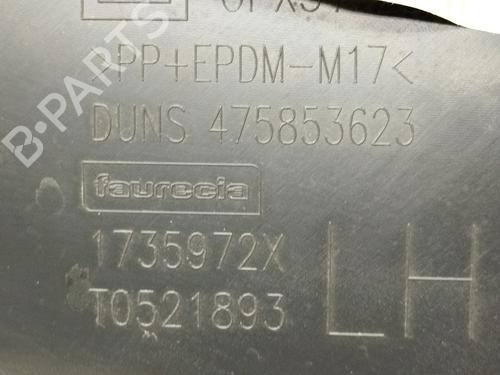 >PP+EPDM-M17<
DUNS 475853623
faurecia
1735972X
T0521893
LH
B-PARTS